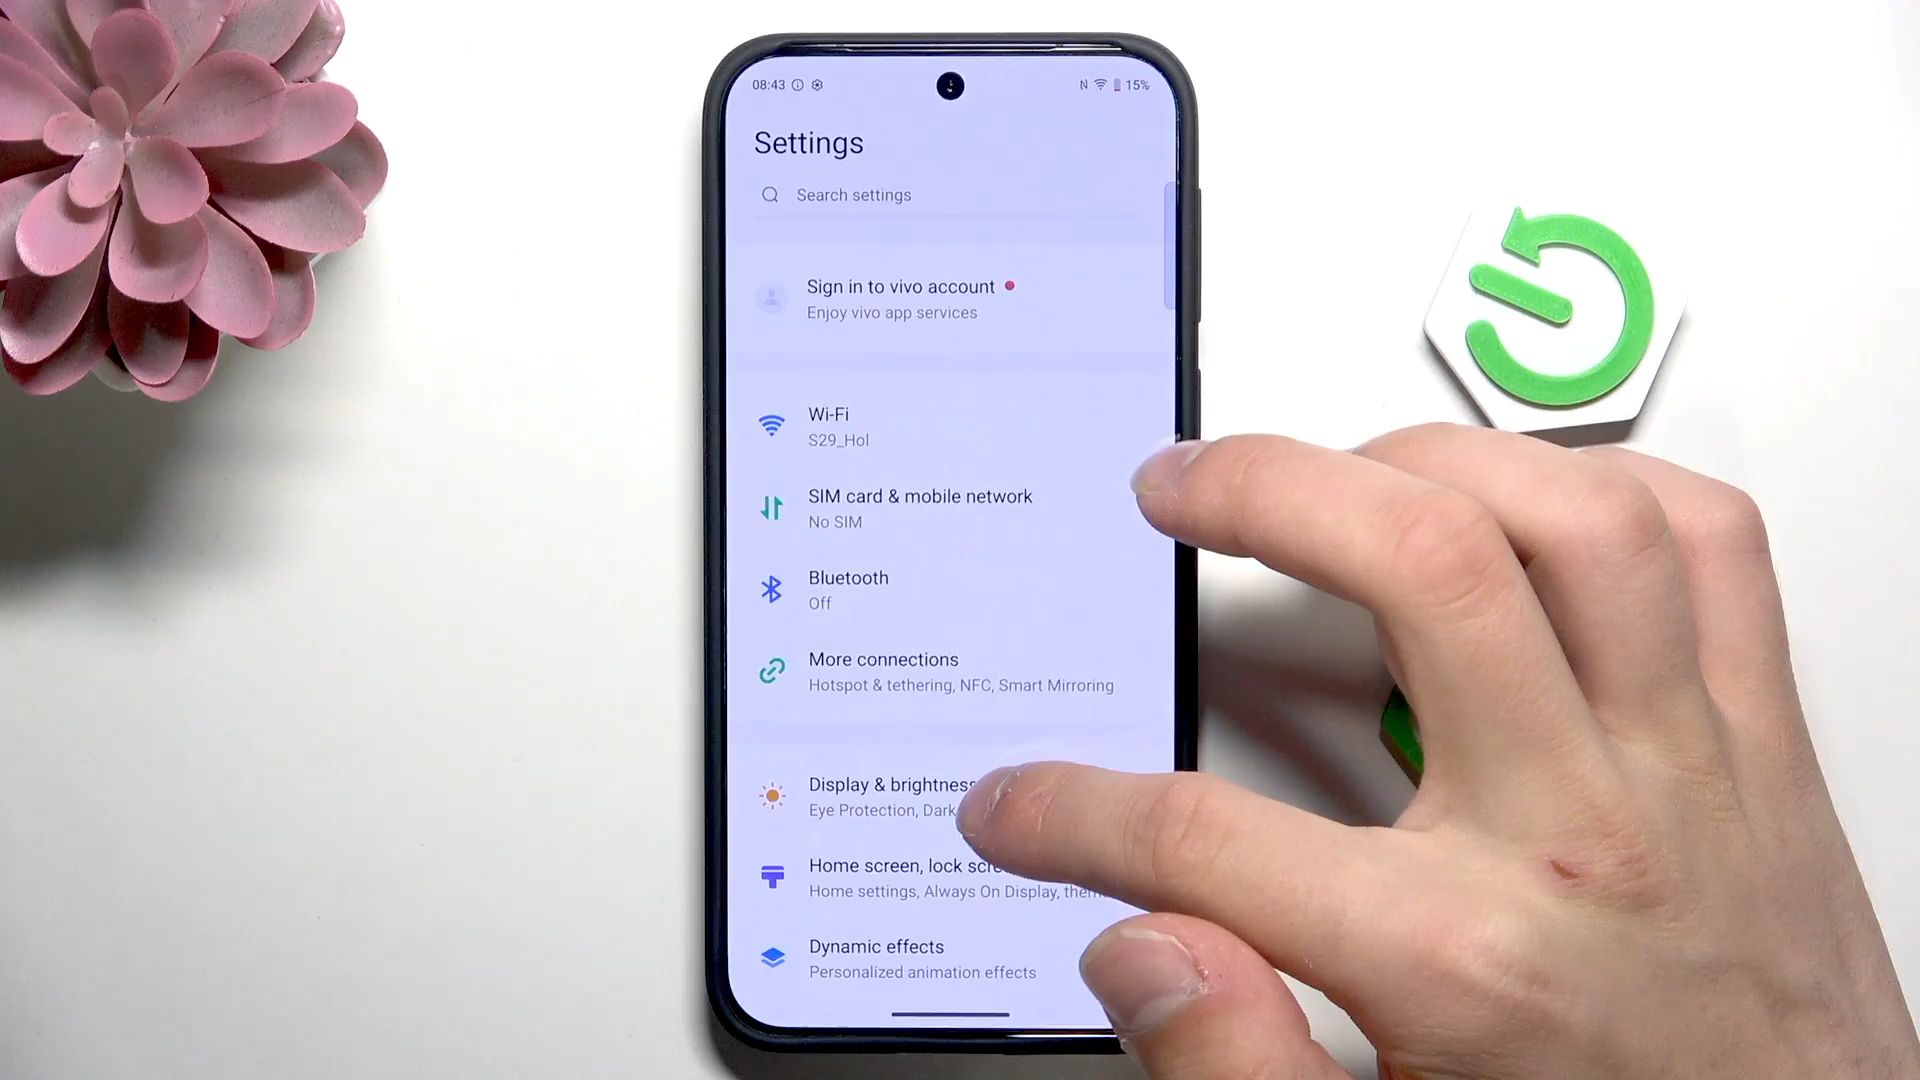 08:43 15%
Settings
Search settings
Sign in to vivo account
Enjoy vivo app services
Wi-Fi
S29_Hol
SIM card & mobile network
No SIM
Bluetooth
Off
More connections
Hotspot & tethering, NFC, Smart Mirroring
Display & brightness
Eye Protection, Dark
Home screen, lock
Home settings, Always On Display,
Dynamic effects
Personalized animation effects